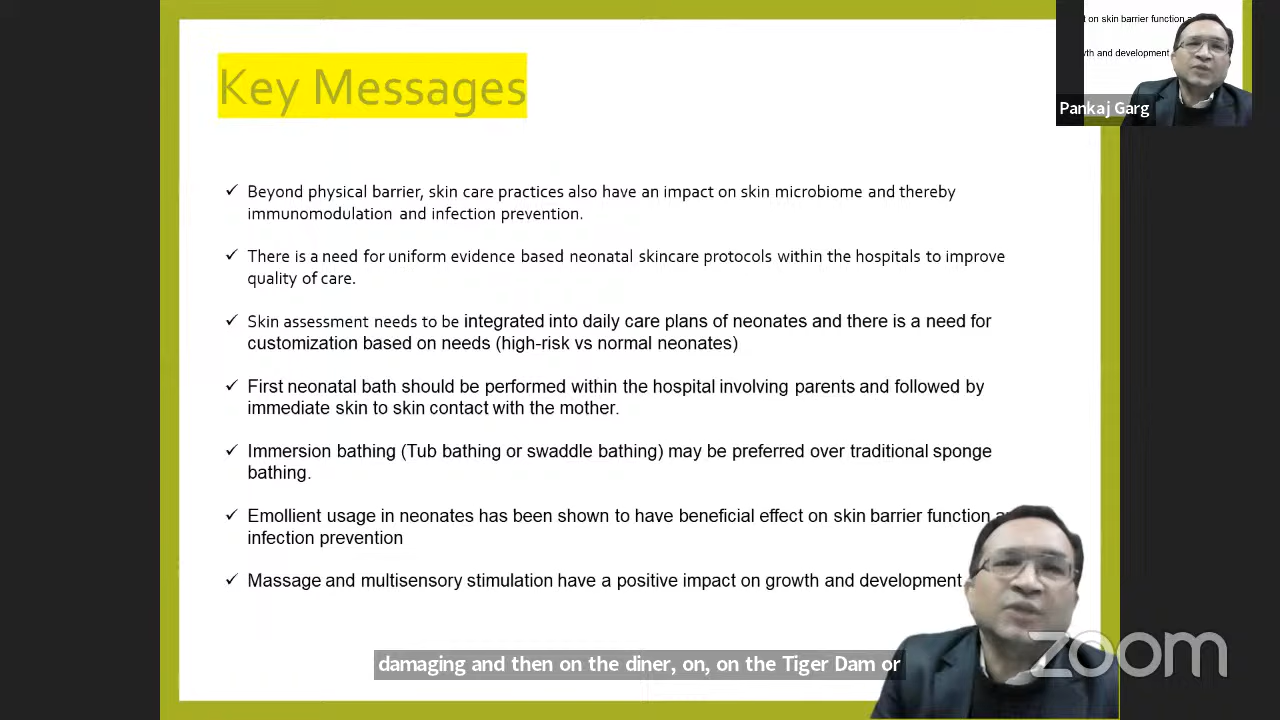 Key Messages
✓ Beyond physical barrier, skin care practices also have an impact on skin microbiome and thereby
immunomodulation and infection prevention.
✓ There is a need for uniform evidence based neonatal skincare protocols within the hospitals to improve
quality of care.
✓ Skin assessment needs to be integrated into daily care plans of neonates and there is a need for
customization based on needs (high-risk vs normal neonates)
✓ First neonatal bath should be performed within the hospital involving parents and followed by
immediate skin to skin contact with the mother.
✓ Immersion bathing (Tub bathing or swaddle bathing) may be preferred over traditional sponge
bathing.
✓ Emollient usage in neonates has been shown to have beneficial effect on skin barrier function
infection prevention
✓ Massage and multisensory stimulation have a positive impact on growth and development
damaging and then on the diner, on, on the Tiger Dam or
zoom
on skin barrier function
and development
Pankaj Garg